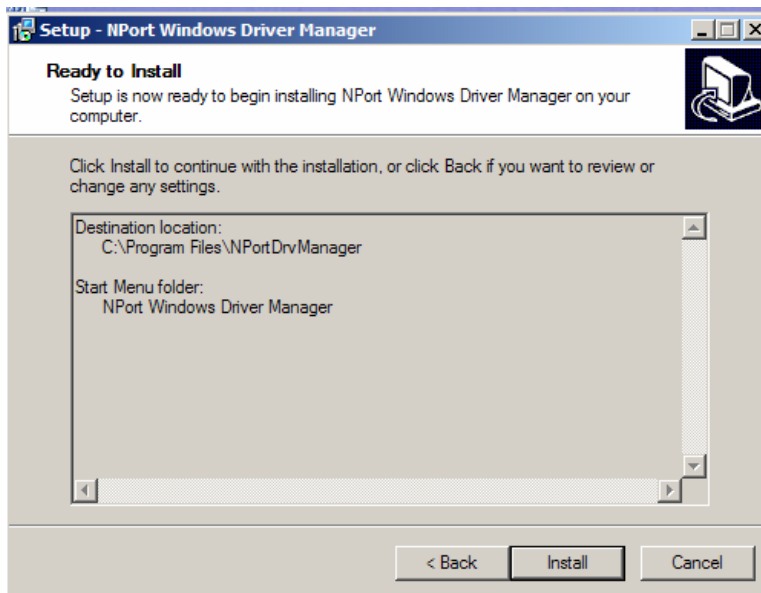 Setup - NPort Windows Driver Manager
Ready to Install
Setup is now ready to begin installing NPort Windows Driver Manager on your
computer.
Click Install to continue with the installation, or click Back if you want to review or
change any settings.
Destination location:
C:\Program Files\NPortDrvManager
Start Menu folder:
NPort Windows Driver Manager
< Back
Install
Cancel